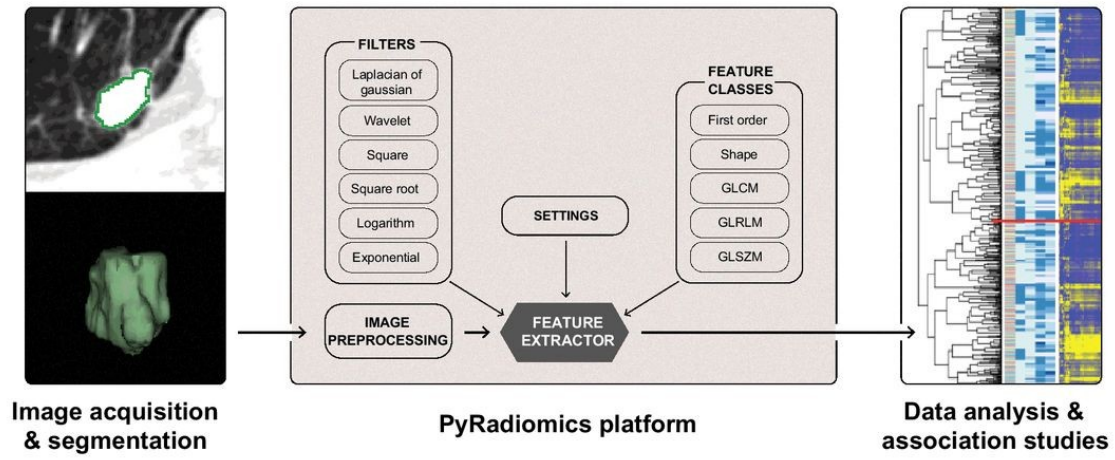 FILTERS
Laplacian of
gaussian
Wavelet
Square
Square root
Logarithm
Exponential
SETTINGS
FEATURE
CLASSES
First order
Shape
GLCM
GLRLM
GLSZM
IMAGE
PREPROCESSING
FEATURE
EXTRACTOR
Image acquisition
& segmentation
PyRadiomics platform
Data analysis &
association studies